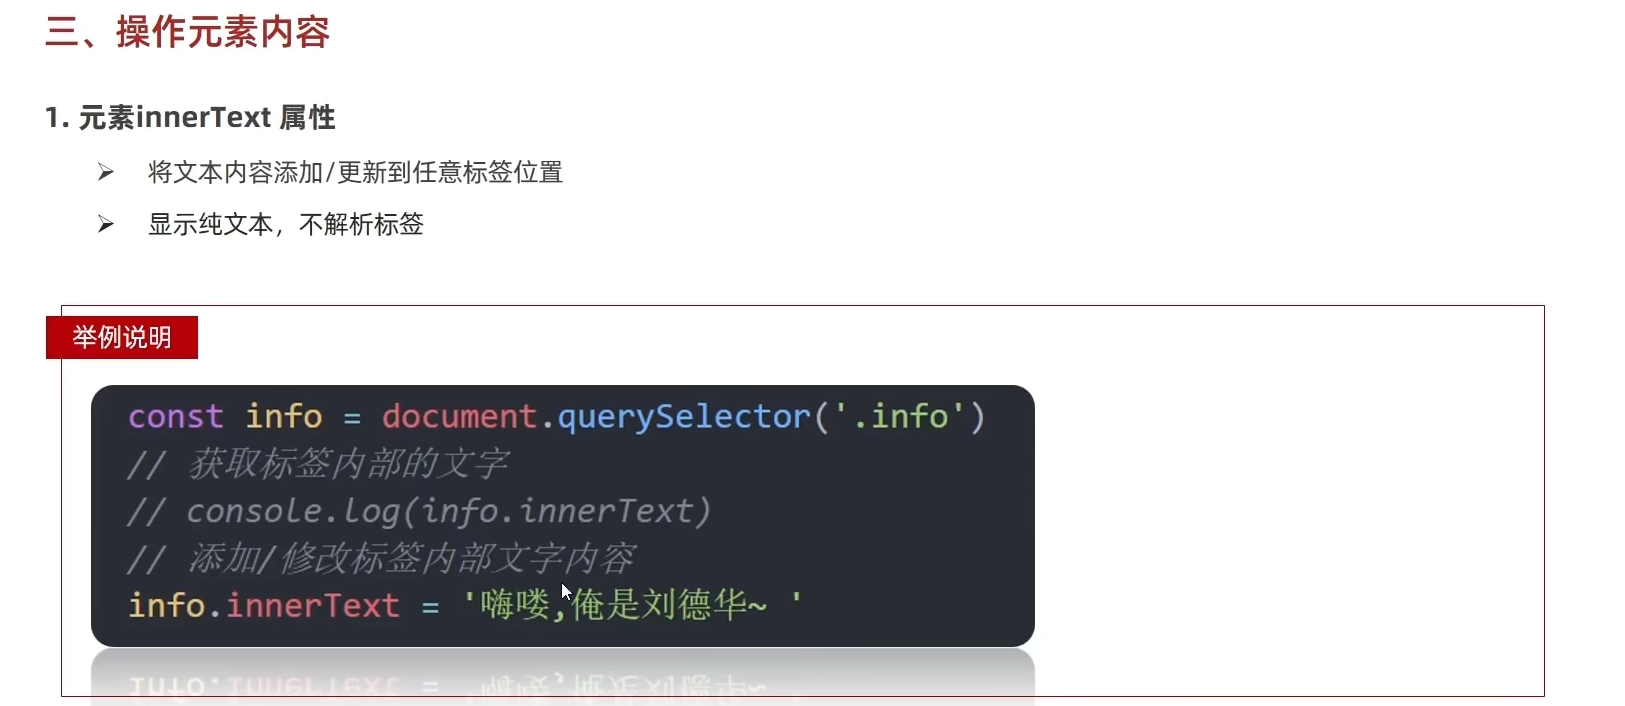 三、操作元素内容
1. 元素innerText 属性
➢ 将文本内容添加/更新到任意标签位置
➢ 显示纯文本，不解析标签
举例说明
const info = document.querySelector('.info')
// 获取标签内部的文字
// console.log(info.innerText)
// 添加/修改标签内部文字内容
info.innerText = '嗨喽,俺是刘德华~ '